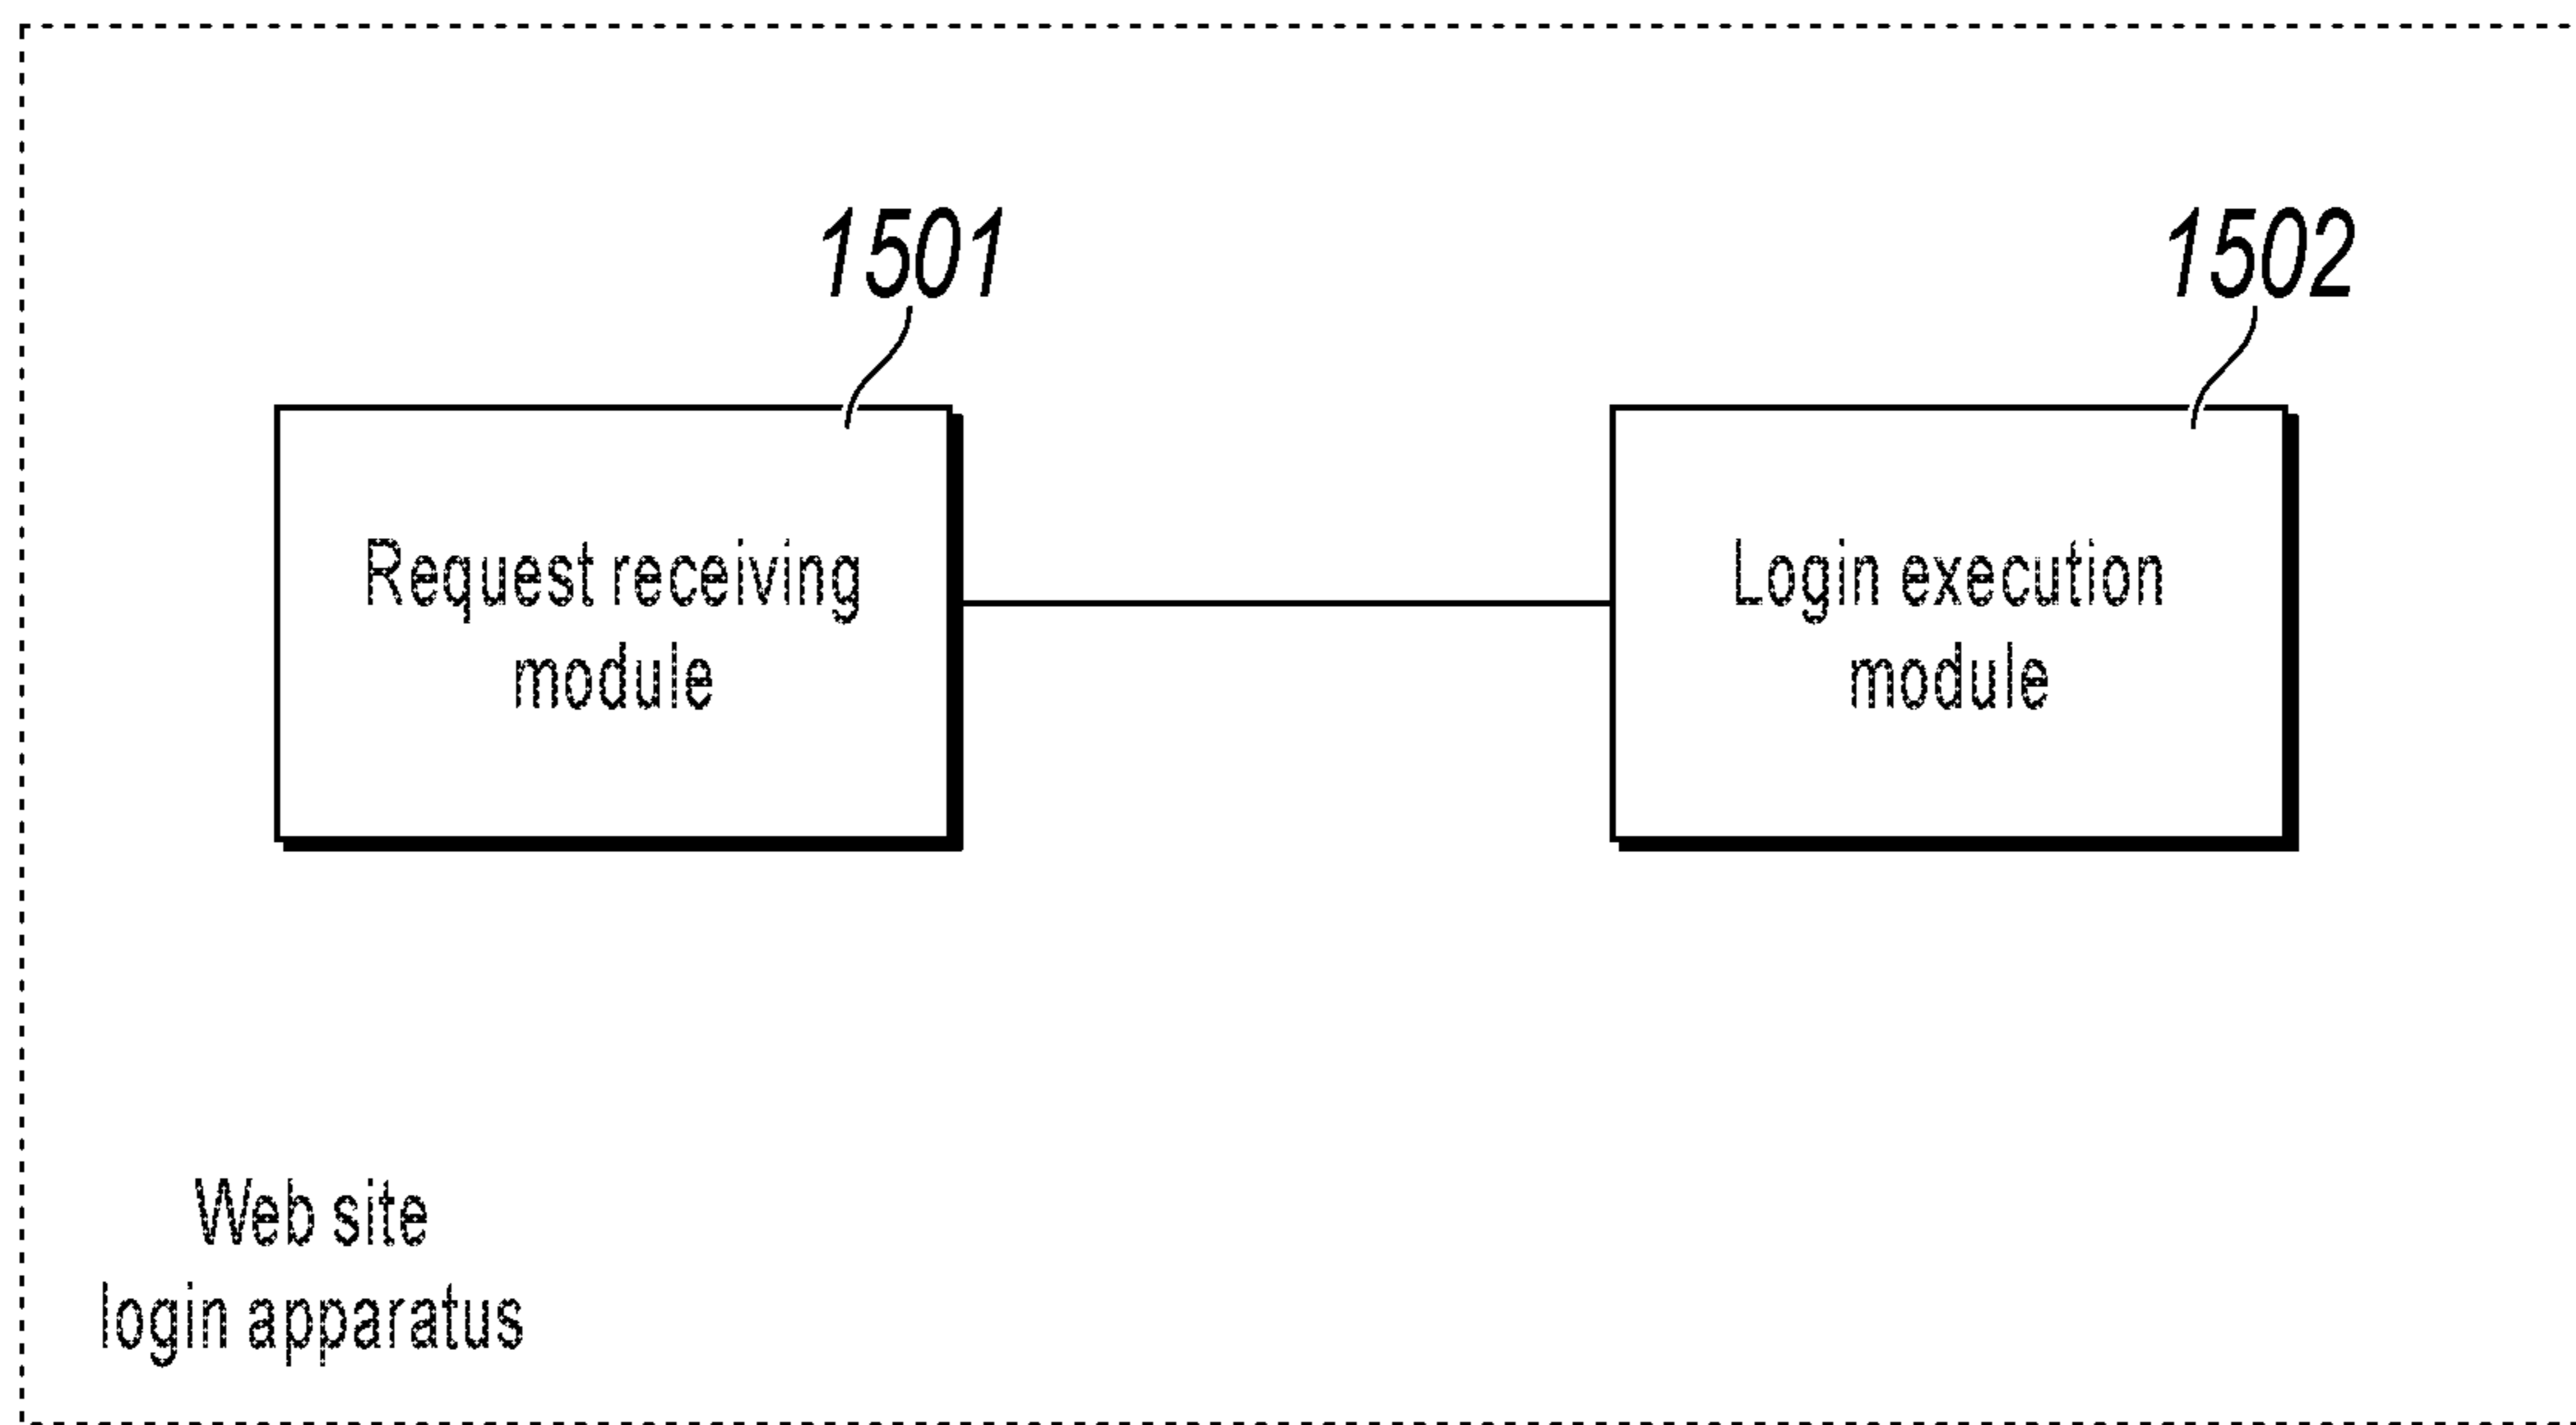 1501
1502
Request receiving
module
Login execution
module
Web site
login apparatus